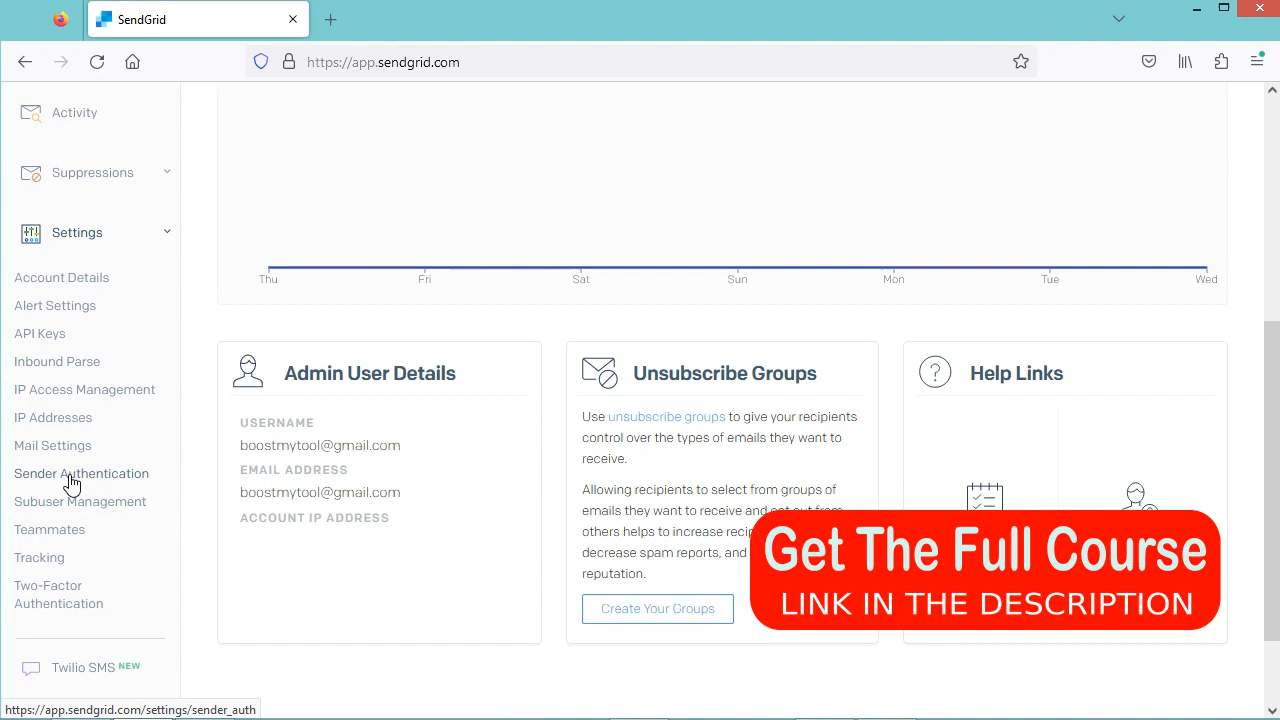 SendGrid
https://app.sendgrid.com
Activity
Suppressions
Settings
Account Details
Alert Settings
API Keys
Inbound Parse
IP Access Management
IP Addresses
Mail Settings
Sender Authentication
Subuser Management
Teammates
Tracking
Two-Factor
Authentication
Twilio SMS NEW
https://app.sendgrid.com/settings/sender_auth
Thu Fri Sat Sun Mon Tue Wed
Admin User Details
USERNAME
boostmytool@gmail.com
EMAIL ADDRESS
boostmytool@gmail.com
ACCOUNT IP ADDRESS
Unsubscribe Groups
Use unsubscribe groups to give your recipients
control over the types of emails they want to
receive.
Allowing recipients to select from groups of
emails they want to receive and opt out from
others helps to increase
decrease spam reports, and
reputation.
Create Your Groups
Help Links
Get The Full Course
LINK IN THE DESCRIPTION